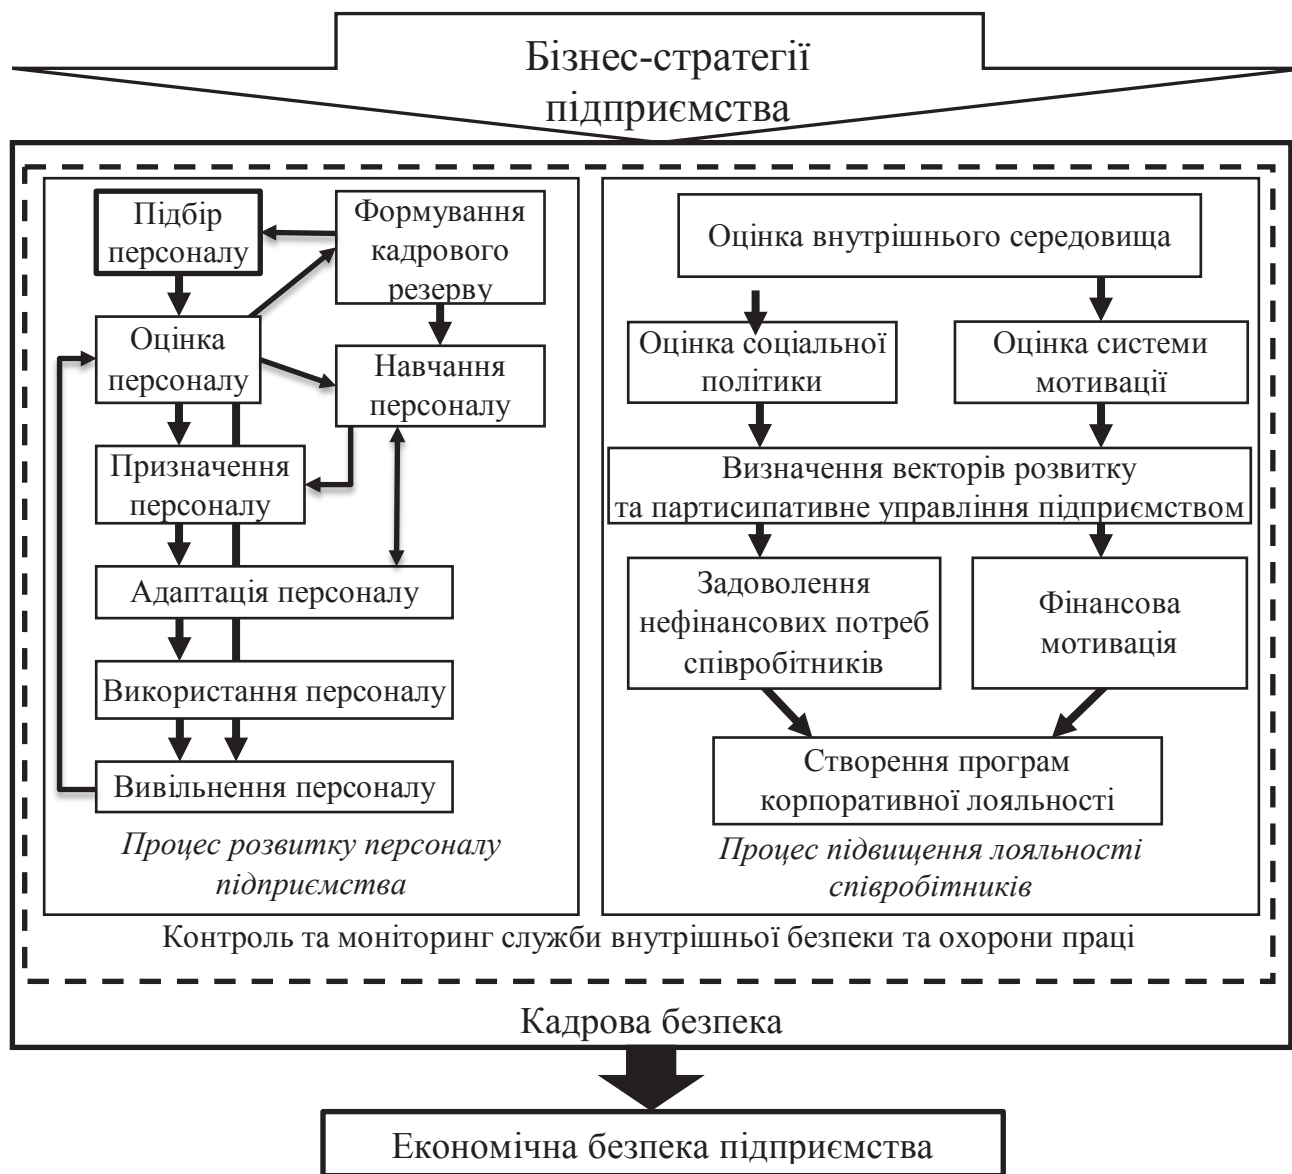 Бізнес-стратегії
підприємства
Підбір
персоналу
Формування
кадрового
резерву
Оцінка
персоналу
Навчання
персоналу
Призначення
персоналу
Адаптація персоналу
Використання персоналу
Вивільнення персоналу
Процес розвитку персоналу
підприємства
Оцінка внутрішнього середовища
Оцінка соціальної
політики
Оцінка системи
мотивації
Визначення векторів розвитку
та партисипативне управління підприємством
Задоволення
нефінансових потреб
співробітників
Фінансова
мотивація
Створення програм
корпоративної лояльності
Процес підвищення лояльності
співробітників
Контроль та моніторинг служби внутрішньої безпеки та охорони праці
Кадрова безпека
Економічна безпека підприємства